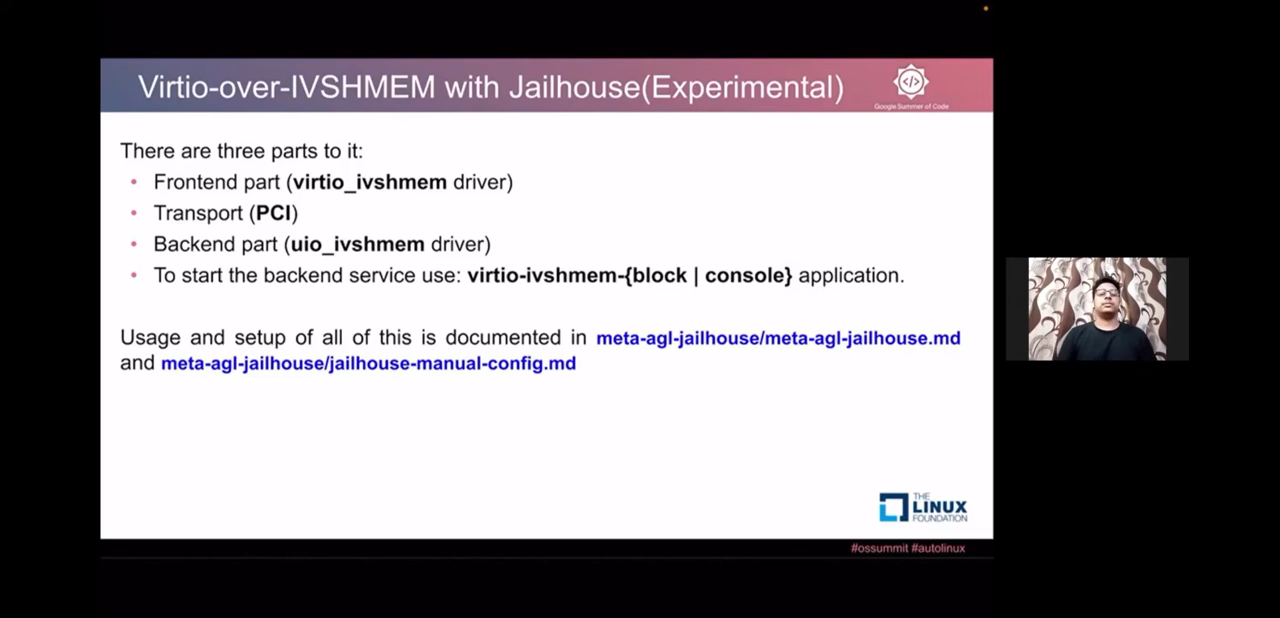 Virtio-over-IVSHMEM with Jailhouse(Experimental)
</>
Google Summer of Code
There are three parts to it:
• Frontend part (virtio_ivshmem driver)
• Transport (PCI)
• Backend part (uio_ivshmem driver)
• To start the backend service use: virtio-ivshmem-{block | console} application.
Usage and setup of all of this is documented in meta-agl-jailhouse/meta-agl-jailhouse.md
and meta-agl-jailhouse/jailhouse-manual-config.md
THE
LINUX
FOUNDATION
#ossummit #autolinux